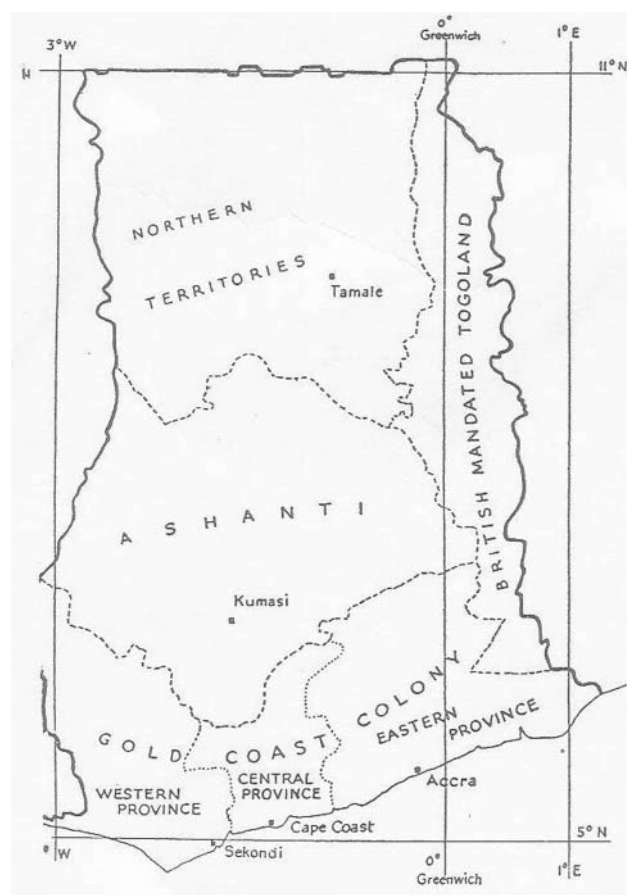 0°
Greenwich
3° W
1° E
11° N
NORTHERN
TERRITORIES
Tamale
BRITISH MANDATED TOGOLAND
ASHANTI
Kumasi
GOLD COAST COLONY
EASTERN PROVINCE
WESTERN
PROVINCE
CENTRAL
PROVINCE
Accra
Cape Coast
Sekondi
5° N
° W
0°
Greenwich
1° E